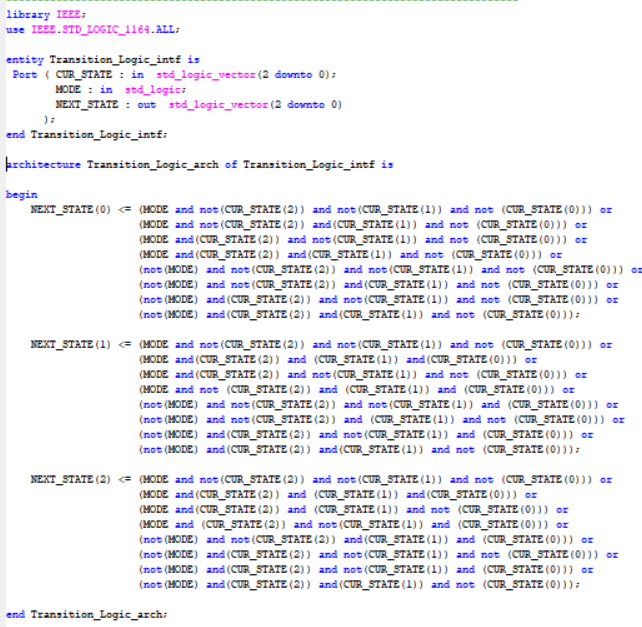 library IEEE;
use IEEE.STD_LOGIC_1164.ALL;
entity Transition_Logic_intf is
Port ( CUR_STATE : in std_logic_vector(2 downto 0);
MODE : in std_logic;
NEXT_STATE : out std_logic_vector(2 downto 0)
);
end Transition_Logic_intf;
architecture Transition_Logic_arch of Transition_Logic_intf is
begin
NEXT_STATE(0) <= (MODE and not(CUR_STATE(2)) and not(CUR_STATE(1)) and not (CUR_STATE(0))) or
(MODE and not(CUR_STATE(2)) and(CUR_STATE(1)) and not (CUR_STATE(0))) or
(MODE and(CUR_STATE(2)) and not(CUR_STATE(1)) and not (CUR_STATE(0))) or
(MODE and(CUR_STATE(2)) and(CUR_STATE(1)) and not (CUR_STATE(0))) or
(not(MODE) and not(CUR_STATE(2)) and not(CUR_STATE(1)) and not (CUR_STATE(0))) or
(not(MODE) and not(CUR_STATE(2)) and(CUR_STATE(1)) and not (CUR_STATE(0))) or
(not(MODE) and(CUR_STATE(2)) and not(CUR_STATE(1)) and not (CUR_STATE(0))) or
(not(MODE) and(CUR_STATE(2)) and(CUR_STATE(1)) and not (CUR_STATE(0)));
NEXT_STATE(1) <= (MODE and not(CUR_STATE(2)) and not(CUR_STATE(1)) and not (CUR_STATE(0))) or
(MODE and(CUR_STATE(2)) and (CUR_STATE(1)) and(CUR_STATE(0))) or
(MODE and(CUR_STATE(2)) and not(CUR_STATE(1)) and not (CUR_STATE(0))) or
(MODE and not (CUR_STATE(2)) and (CUR_STATE(1)) and (CUR_STATE(0))) or
(not(MODE) and not(CUR_STATE(2)) and not(CUR_STATE(1)) and (CUR_STATE(0))) or
(not(MODE) and not(CUR_STATE(2)) and (CUR_STATE(1)) and not (CUR_STATE(0))) or
(not(MODE) and(CUR_STATE(2)) and not(CUR_STATE(1)) and (CUR_STATE(0))) or
(not(MODE) and(CUR_STATE(2)) and(CUR_STATE(1)) and not (CUR_STATE(0)));
NEXT_STATE(2) <= (MODE and not(CUR_STATE(2)) and not(CUR_STATE(1)) and not (CUR_STATE(0))) or
(MODE and(CUR_STATE(2)) and (CUR_STATE(1)) and(CUR_STATE(0))) or
(MODE and(CUR_STATE(2)) and (CUR_STATE(1)) and not (CUR_STATE(0))) or
(MODE and (CUR_STATE(2)) and not(CUR_STATE(1)) and (CUR_STATE(0))) or
(not(MODE) and not(CUR_STATE(2)) and(CUR_STATE(1)) and (CUR_STATE(0))) or
(not(MODE) and(CUR_STATE(2)) and not(CUR_STATE(1)) and not (CUR_STATE(0))) or
(not(MODE) and(CUR_STATE(2)) and not(CUR_STATE(1)) and (CUR_STATE(0))) or
(not(MODE) and(CUR_STATE(2)) and(CUR_STATE(1)) and not (CUR_STATE(0)));
end Transition_Logic_arch;